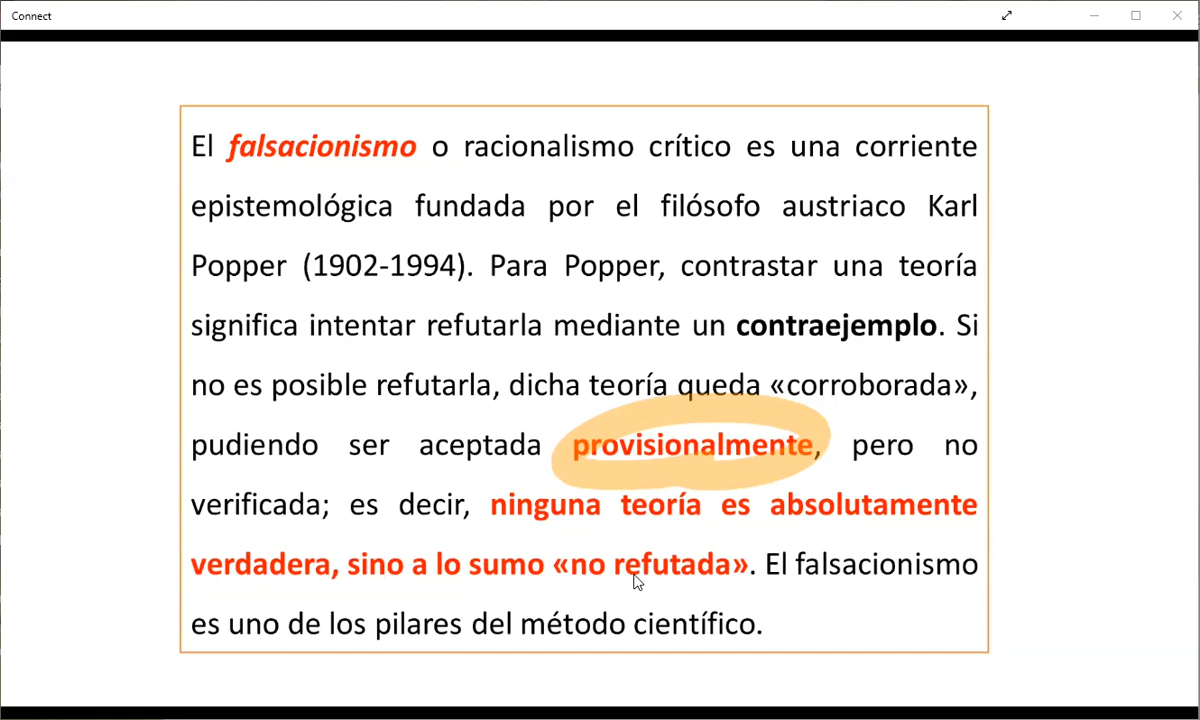 Connect
El falsacionismo o racionalismo crítico es una corriente
epistemológica fundada por el filósofo austriaco Karl
Popper (1902-1994). Para Popper, contrastar una teoría
significa intentar refutarla mediante un contraejemplo. Si
no es posible refutarla, dicha teoría queda «corroborada»,
pudiendo ser aceptada provisionalmente, pero no
verificada; es decir, ninguna teoría es absolutamente
verdadera, sino a lo sumo «no refutada». El falsacionismo
es uno de los pilares del método científico.